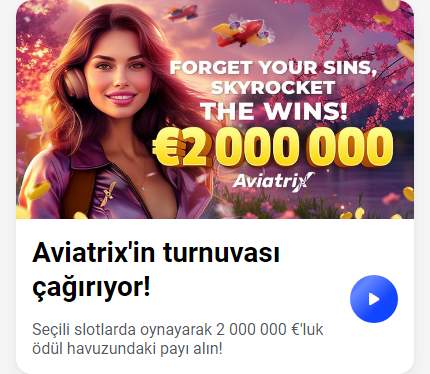 FORGET YOUR SINS,
SKYROCKET
THE WINS!
€2 000 000
Aviatrix
Aviatrix'in turnuvası
çağırıyor!
Seçili slotlarda oynayarak 2 000 000 €'luk
ödül havuzundaki payı alın!